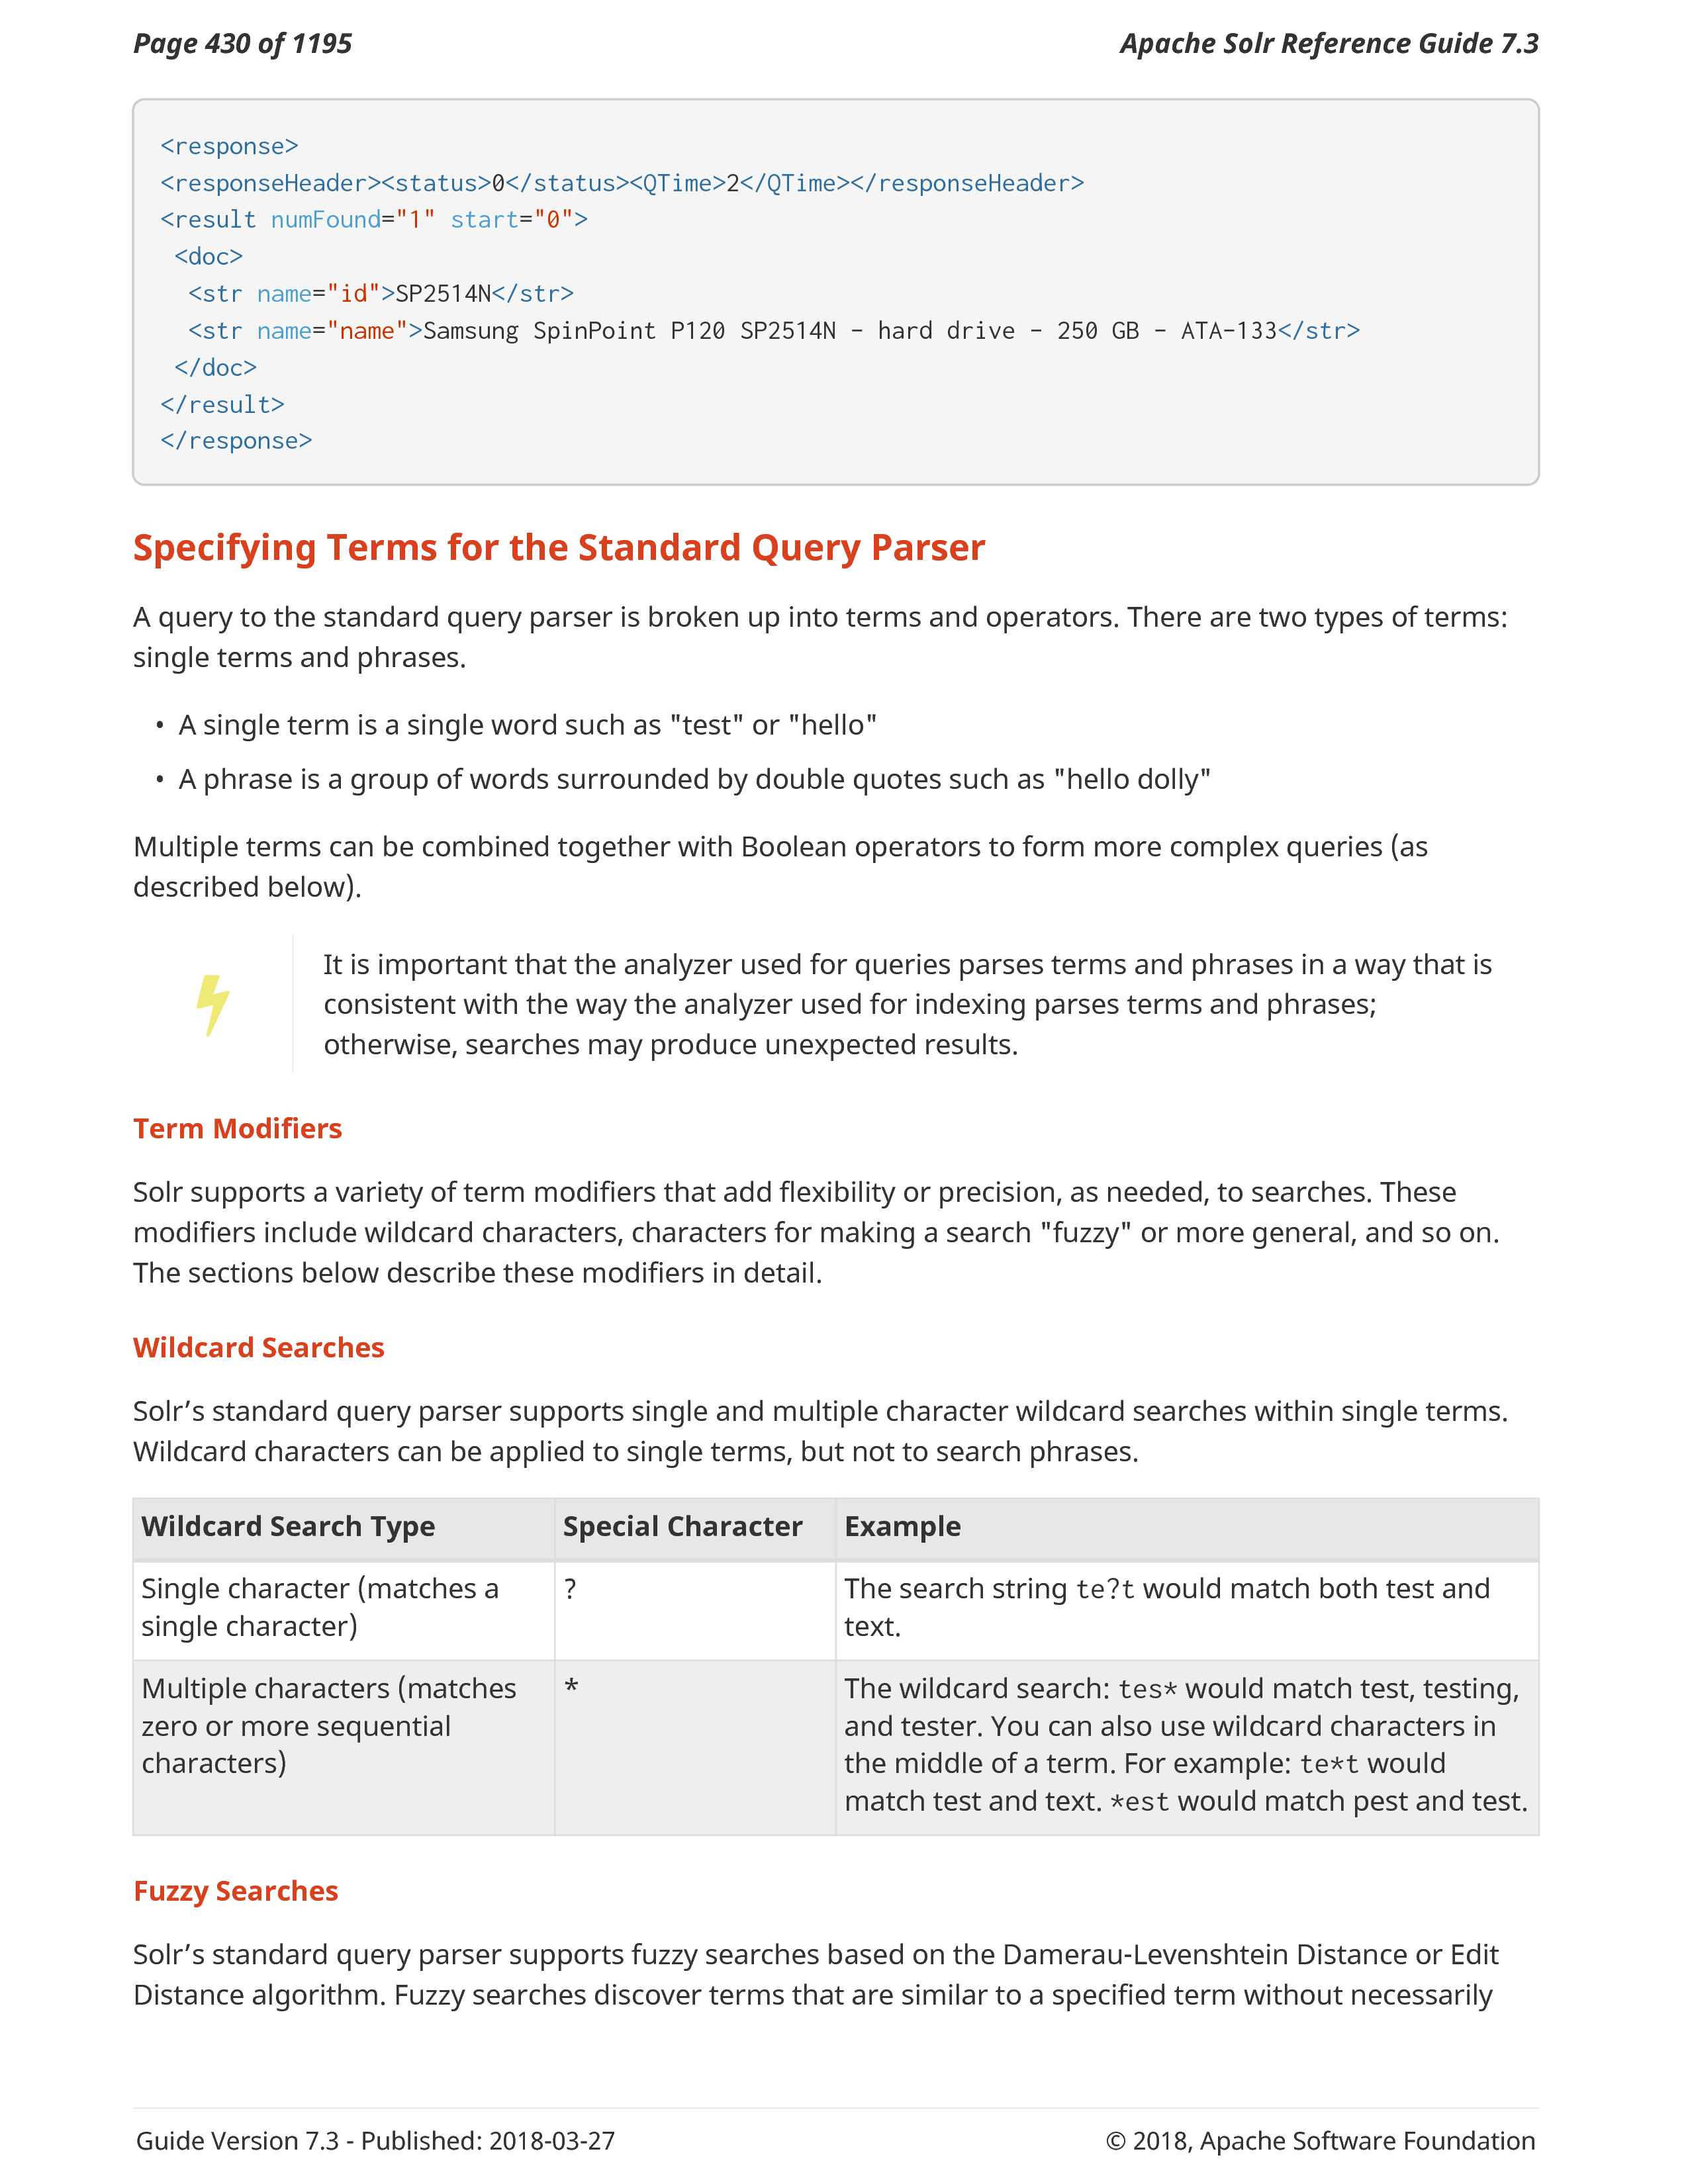 Page 430 of 1195
Apache Solr Reference Guide 7.3
<response>
<responseHeader><status>0</status><QTime>2</QTime></responseHeader>
<result numFound="1" start="0">
 <doc>
  <str name="id">SP2514N</str>
  <str name="name">Samsung SpinPoint P120 SP2514N - hard drive - 250 GB - ATA-133</str>
 </doc>
</result>
</response>
Specifying Terms for the Standard Query Parser
A query to the standard query parser is broken up into terms and operators. There are two types of terms:
single terms and phrases.
• A single term is a single word such as "test" or "hello"
• A phrase is a group of words surrounded by double quotes such as "hello dolly"
Multiple terms can be combined together with Boolean operators to form more complex queries (as
described below).
It is important that the analyzer used for queries parses terms and phrases in a way that is
consistent with the way the analyzer used for indexing parses terms and phrases;
otherwise, searches may produce unexpected results.
Term Modifiers
Solr supports a variety of term modifiers that add flexibility or precision, as needed, to searches. These
modifiers include wildcard characters, characters for making a search "fuzzy" or more general, and so on.
The sections below describe these modifiers in detail.
Wildcard Searches
Solr’s standard query parser supports single and multiple character wildcard searches within single terms.
Wildcard characters can be applied to single terms, but not to search phrases.
Wildcard Search Type
Special Character
Example
Single character (matches a
single character)
?
The search string te?t would match both test and
text.
Multiple characters (matches
zero or more sequential
characters)
*
The wildcard search: tes* would match test, testing,
and tester. You can also use wildcard characters in
the middle of a term. For example: te*t would
match test and text. *est would match pest and test.
Fuzzy Searches
Solr’s standard query parser supports fuzzy searches based on the Damerau-Levenshtein Distance or Edit
Distance algorithm. Fuzzy searches discover terms that are similar to a specified term without necessarily
Guide Version 7.3 - Published: 2018-03-27
© 2018, Apache Software Foundation